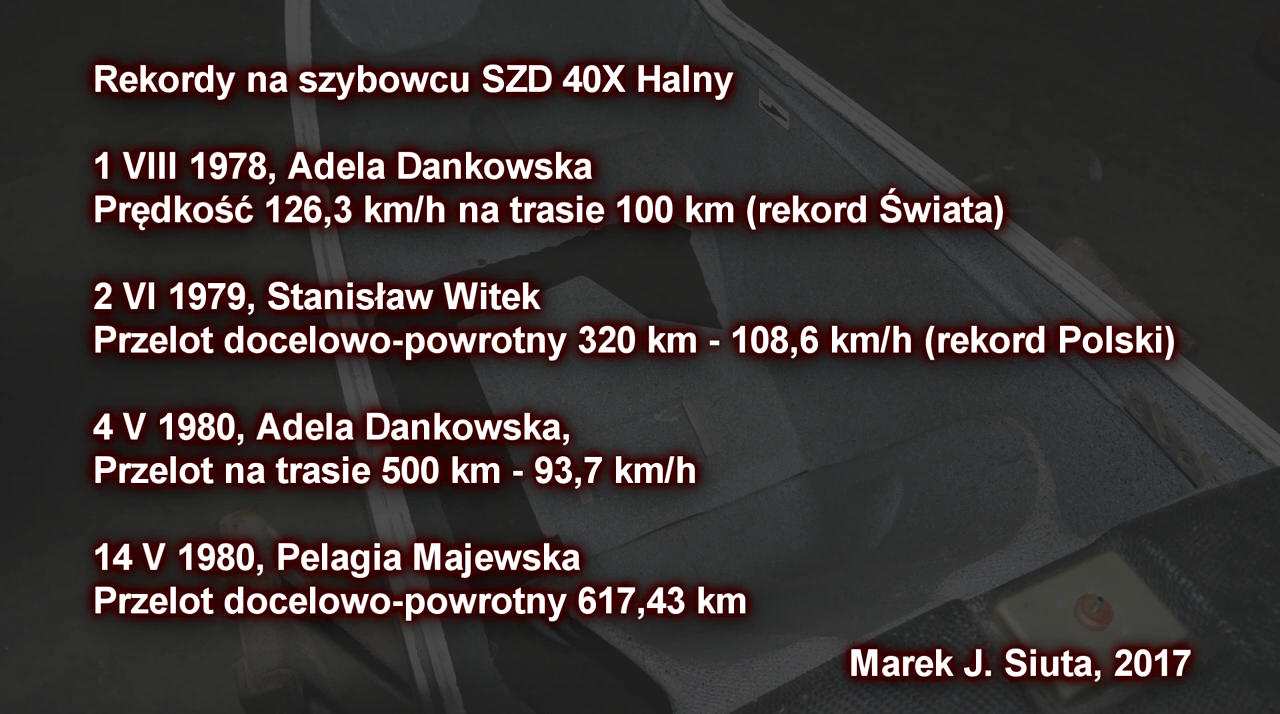 Rekordy na szybowcu SZD 40X Halny
1 VIII 1978, Adela Dankowska
Prędkość 126,3 km/h na trasie 100 km (rekord Świata)
2 VI 1979, Stanisław Witek
Przelot docelowo-powrotny 320 km - 108,6 km/h (rekord Polski)
4 V 1980, Adela Dankowska,
Przelot na trasie 500 km - 93,7 km/h
14 V 1980, Pelagia Majewska
Przelot docelowo-powrotny 617,43 km
Marek J. Siuta, 2017